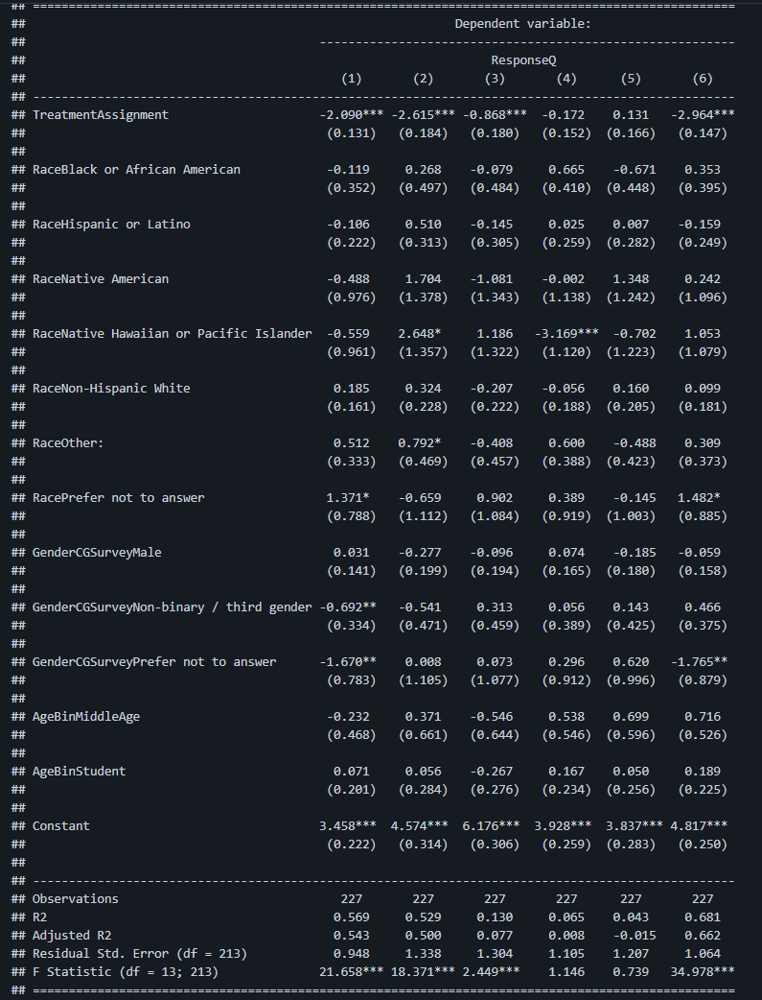 ## ===================================================================================================
##                                                            Dependent variable:
##                                         -----------------------------------------------------------
##                                                                 ResponseQ
##                                            (1)       (2)       (3)       (4)      (5)       (6)
## ---------------------------------------------------------------------------------------------------
## TreatmentAssignment                     -2.090*** -2.615*** -0.868***  -0.172    0.131   -2.964***
##                                          (0.131)   (0.184)   (0.180)   (0.152)  (0.166)   (0.147)
##
## RaceBlack or African American            -0.119     0.268    -0.079     0.665   -0.671     0.353
##                                          (0.352)   (0.497)   (0.484)   (0.410)  (0.448)   (0.395)
##
## RaceHispanic or Latino                   -0.106     0.510    -0.145     0.025    0.007    -0.159
##                                          (0.222)   (0.313)   (0.305)   (0.259)  (0.282)   (0.249)
##
## RaceNative American                      -0.488     1.704    -1.081    -0.002    1.348     0.242
##                                          (0.976)   (1.378)   (1.343)   (1.138)  (1.242)   (1.096)
##
## RaceNative Hawaiian or Pacific Islander  -0.559    2.648*     1.186   -3.169*** -0.702     1.053
##                                          (0.961)   (1.357)   (1.322)   (1.120)  (1.223)   (1.079)
##
## RaceNon-Hispanic White                    0.185     0.324    -0.207    -0.056    0.160     0.099
##                                          (0.161)   (0.228)   (0.222)   (0.188)  (0.205)   (0.181)
##
## RaceOther:                                0.512    0.792*    -0.408     0.600   -0.488     0.309
##                                          (0.333)   (0.469)   (0.457)   (0.388)  (0.423)   (0.373)
##
## RacePrefer not to answer                 1.371*    -0.659     0.902     0.389   -0.145    1.482*
##                                          (0.788)   (1.112)   (1.084)   (0.919)  (1.003)   (0.885)
##
## GenderCGSurveyMale                        0.031    -0.277    -0.096     0.074   -0.185    -0.059
##                                          (0.141)   (0.199)   (0.194)   (0.165)  (0.180)   (0.158)
##
## GenderCGSurveyNon-binary / third gender -0.692**   -0.541     0.313     0.056    0.143     0.466
##                                          (0.334)   (0.471)   (0.459)   (0.389)  (0.425)   (0.375)
##
## GenderCGSurveyPrefer not to answer      -1.670**    0.008     0.073     0.296    0.620   -1.765**
##                                          (0.783)   (1.105)   (1.077)   (0.912)  (0.996)   (0.879)
##
## AgeBinMiddleAge                          -0.232     0.371    -0.546     0.538    0.699     0.716
##                                          (0.468)   (0.661)   (0.644)   (0.546)  (0.596)   (0.526)
##
## AgeBinStudent                             0.071     0.056    -0.267     0.167    0.050     0.189
##                                          (0.201)   (0.284)   (0.276)   (0.234)  (0.256)   (0.225)
##
## Constant                                3.458***  4.574***  6.176***  3.928***  3.837*** 4.817***
##                                          (0.222)   (0.314)   (0.306)   (0.259)  (0.283)   (0.250)
##
## ---------------------------------------------------------------------------------------------------
## Observations                               227       227       227       227      227       227
## R2                                        0.569     0.529     0.130     0.065    0.043     0.681
## Adjusted R2                               0.543     0.500     0.077     0.008   -0.015     0.662
## Residual Std. Error (df = 213)            0.948     1.338     1.304     1.105    1.207     1.064
## F Statistic (df = 13; 213)              21.658*** 18.371*** 2.449***    1.146    0.739   34.978***
## ===================================================================================================